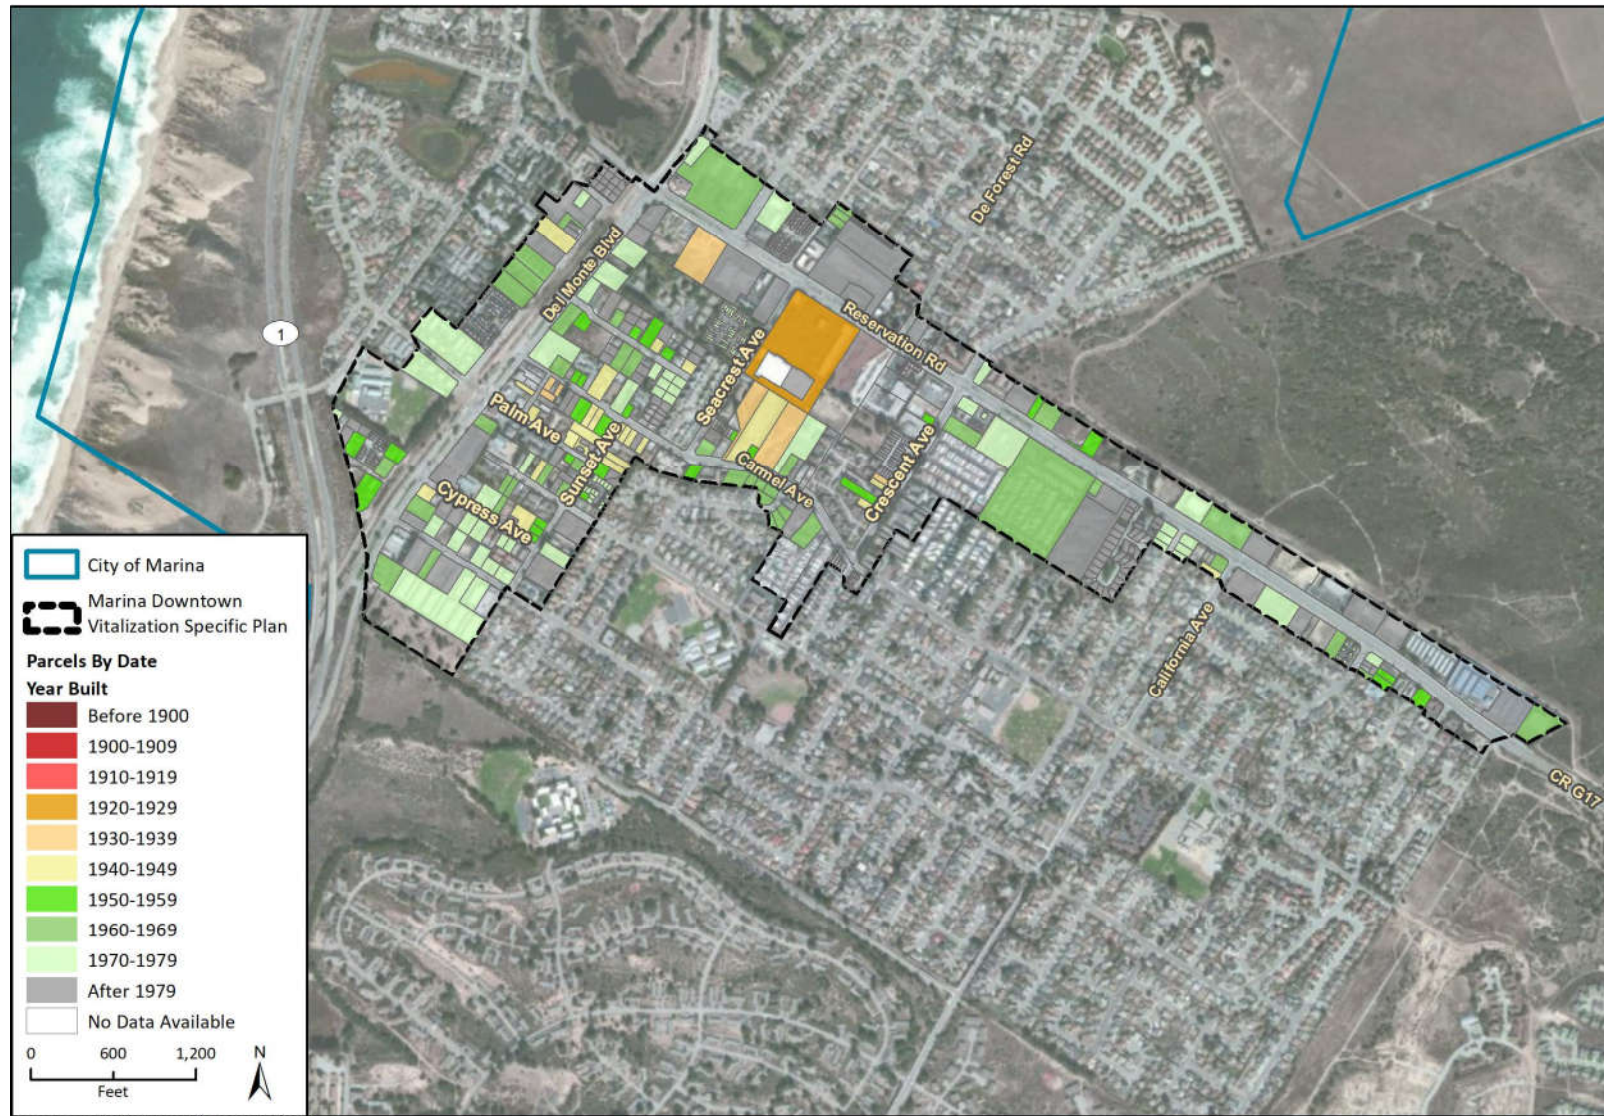 De Forest Rd
Del Monte Blvd
1
Reservation Rd
Seacrest Ave
Palm Ave
Sunset Ave
Carmel Ave
Crescent Ave
Cypress Ave
California Ave
CR G17
City of Marina
Marina Downtown
Vitalization Specific Plan
Parcels By Date
Year Built
Before 1900
1900-1909
1910-1919
1920-1929
1930-1939
1940-1949
1950-1959
1960-1969
1970-1979
After 1979
No Data Available
0 600 1,200 N
Feet